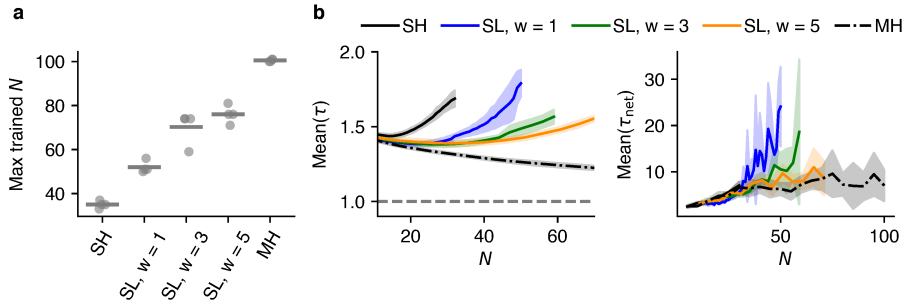 a
Max trained N
100
80
60
40
SH
SL, w = 1
SL, w = 3
SL, w = 5
MH
b
SH
SL, w = 1
SL, w = 3
SL, w = 5
MH
Mean(τ)
2.0
1.5
1.0
20
40
60
N
Mean(τnet)
30
20
10
50
100
N